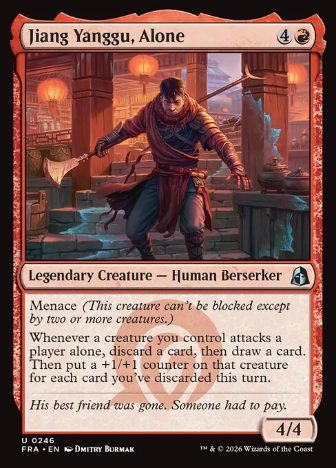 Jiang Yanggu, Alone 4
Legendary Creature — Human Berserker
Menace (This creature can't be blocked except
by two or more creatures.)
Whenever a creature you control attacks a
player alone, discard a card, then draw a card.
Then put a +1/+1 counter on that creature
for each card you've discarded this turn.
His best friend was gone. Someone had to pay.
4/4
U 0246
FRA • EN Dmitry Burmak
™ & © 2026 Wizards of the Coast